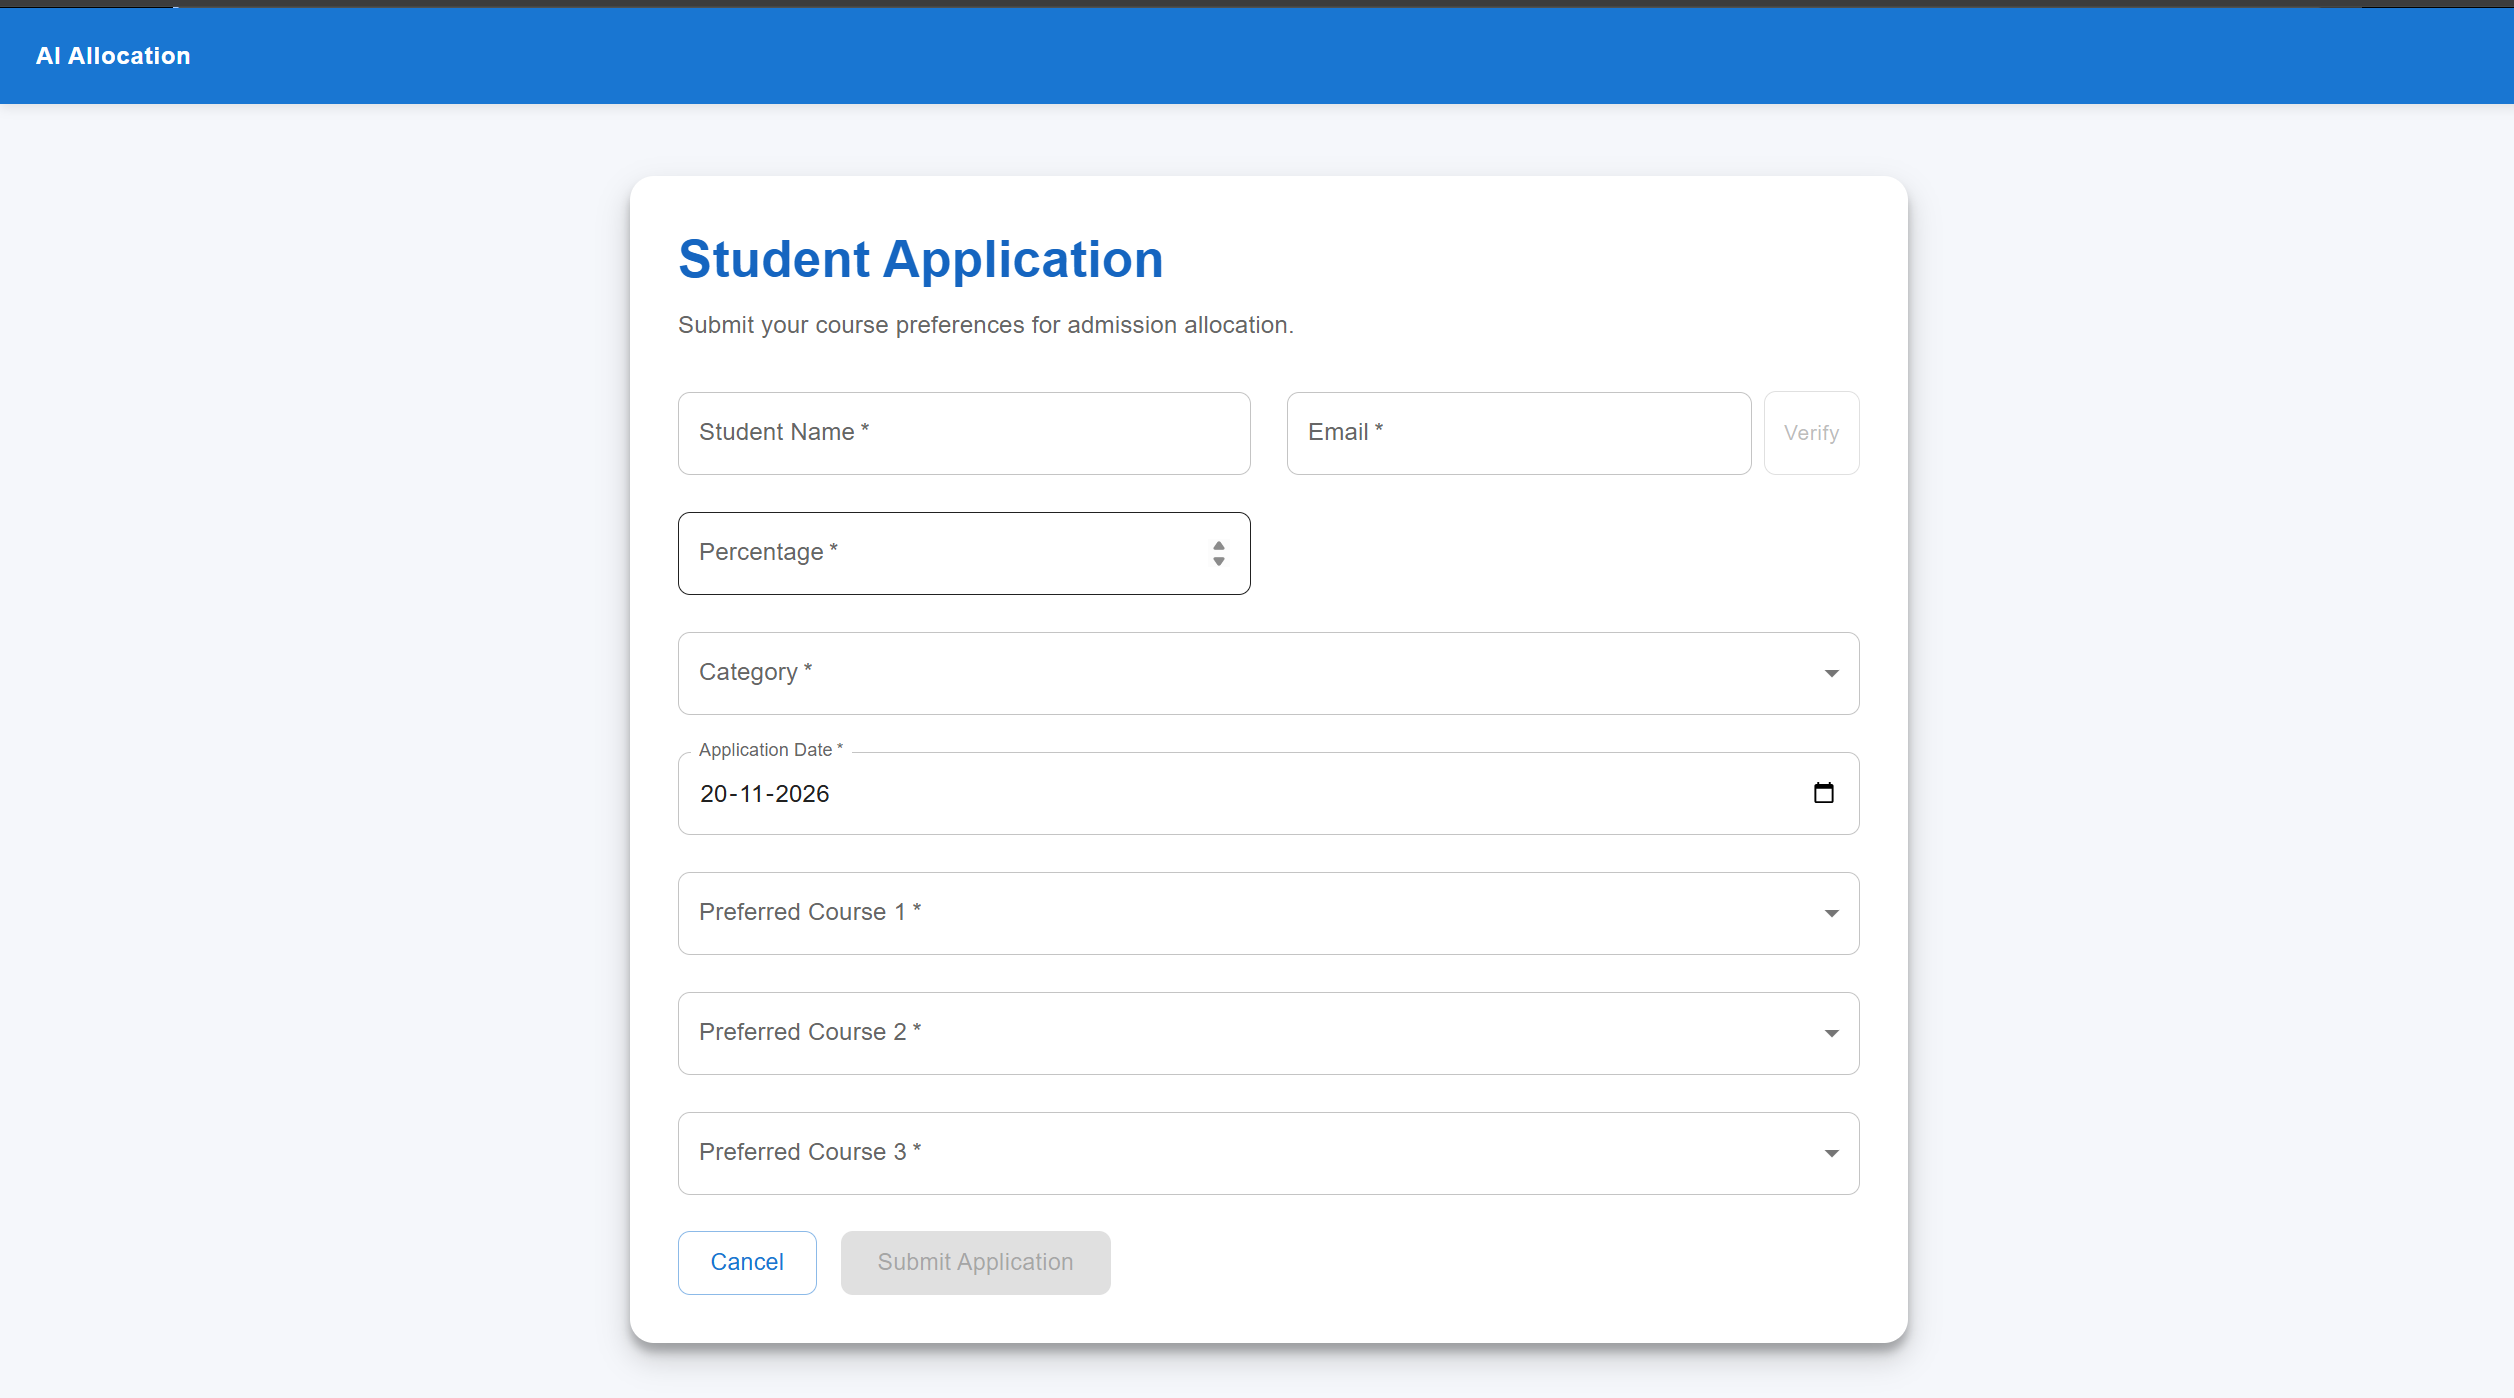 AI Allocation
Student Application
Submit your course preferences for admission allocation.
Student Name *
Email *
Verify
Percentage *
Category *
Application Date *
20-11-2026
Preferred Course 1 *
Preferred Course 2 *
Preferred Course 3 *
Cancel
Submit Application